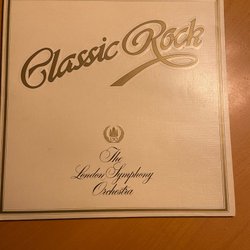 Classic Rock
The
London Symphony
Orchestra